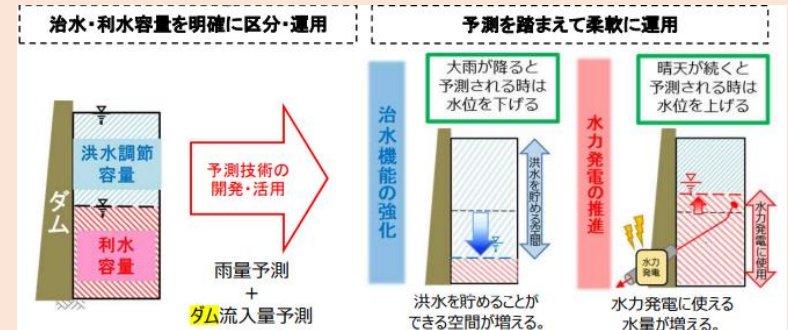 治水・利水容量を明確に区分・運用
予測を踏まえて柔軟に運用
ダム
洪水調節
容量
利水
容量
予測技術の
開発・活用
雨量予測
+
ダム流入量予測
治水機能の強化
大雨が降ると
予測される時は
水位を下げる
洪水を貯める空間
洪水を貯めることが
できる空間が増える。
水力発電の推進
晴天が続くと
予測される時は
水位を上げる
水力
発電
水力発電に使用
水力発電に使える
水量が増える。